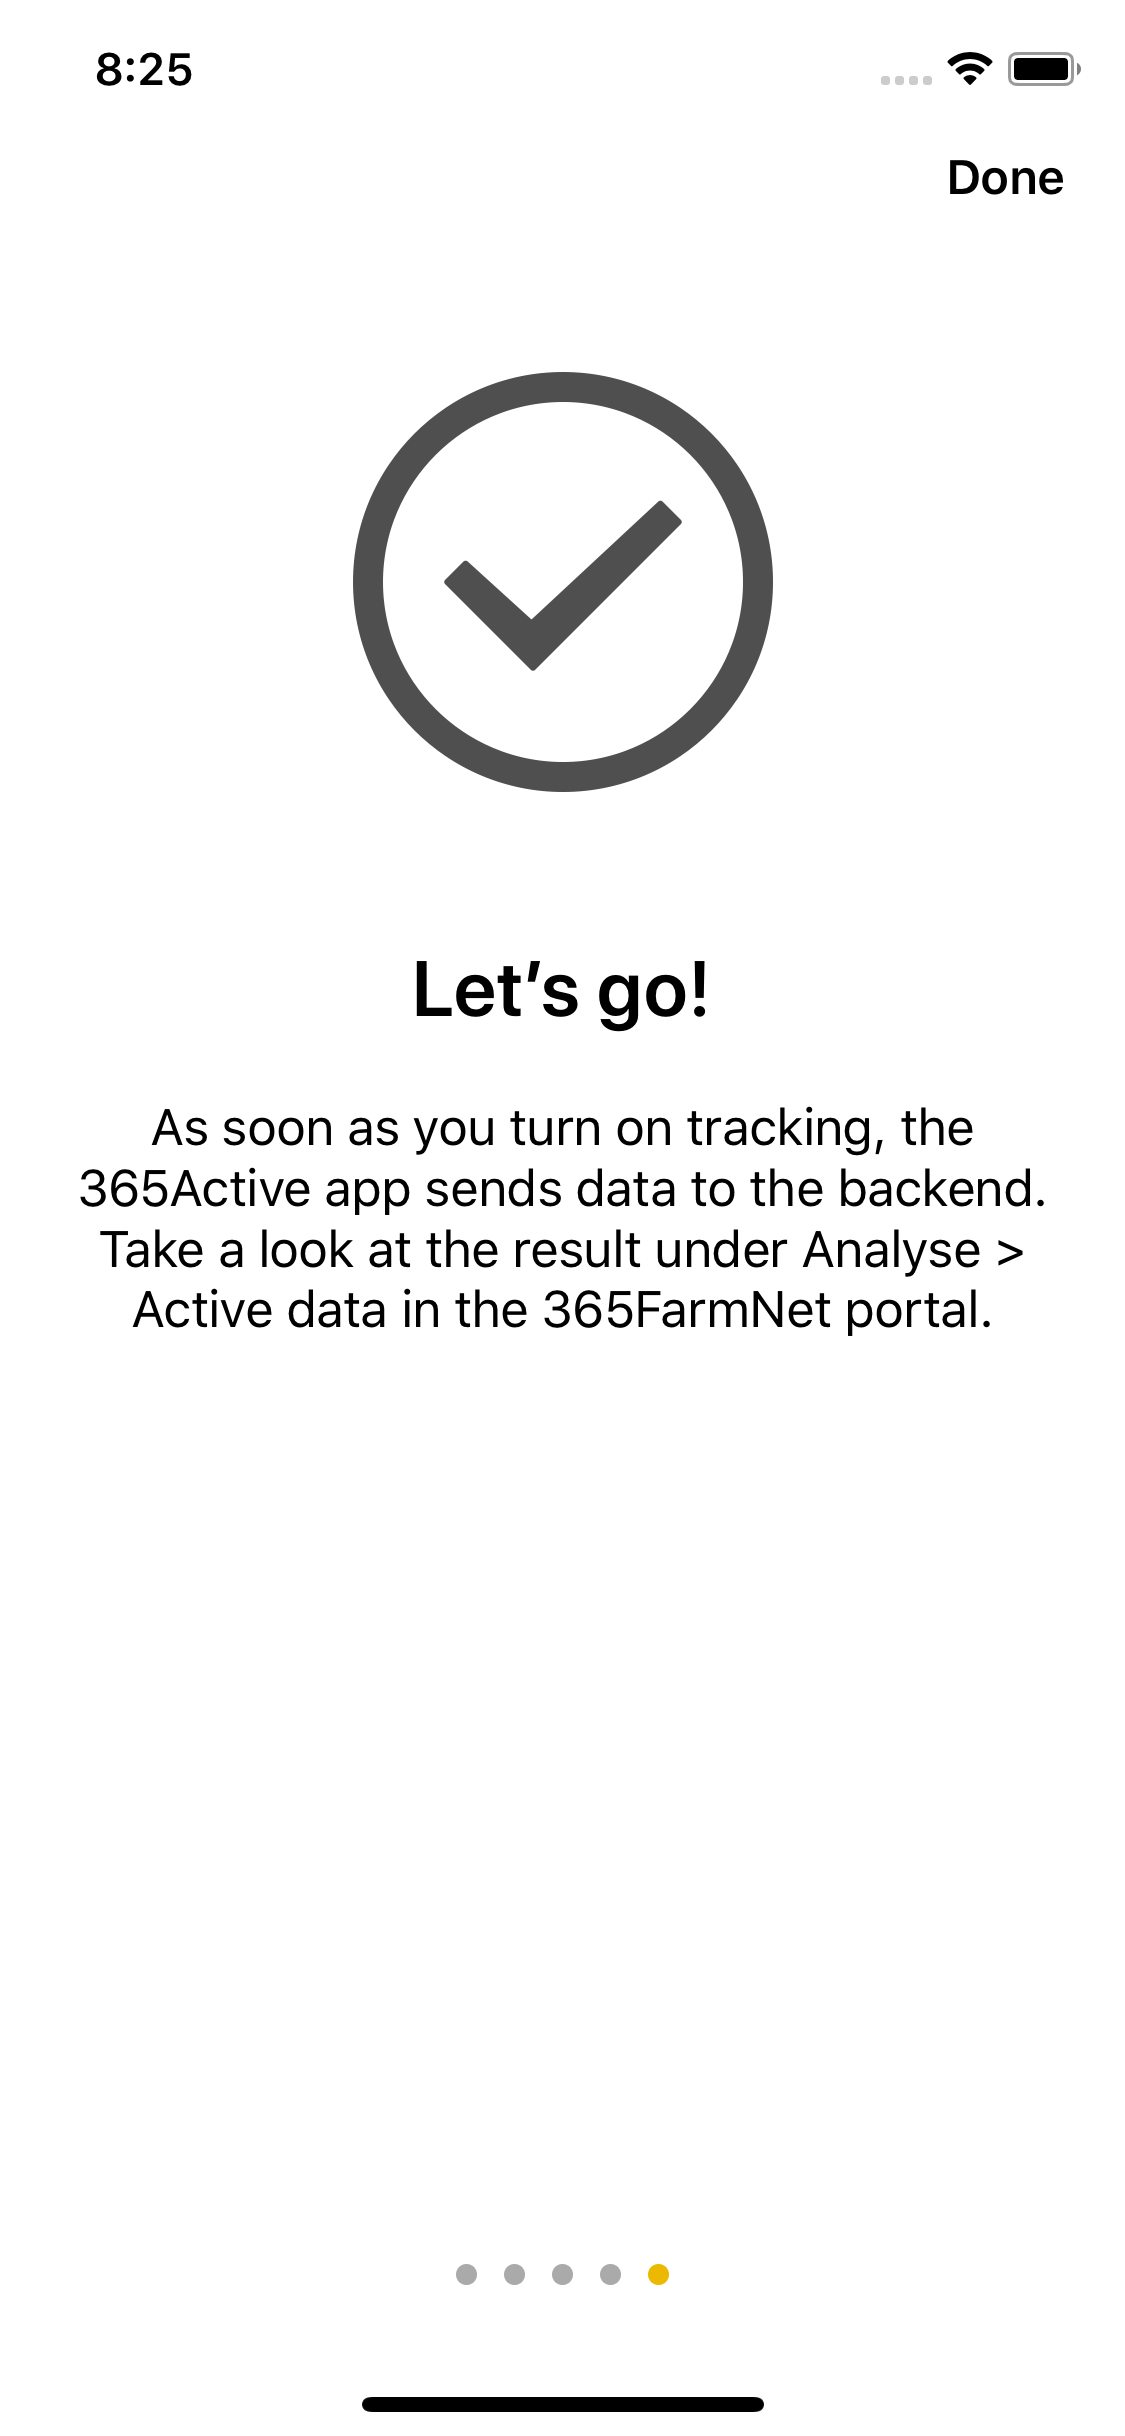 8:25
Done
Let’s go!
As soon as you turn on tracking, the
365Active app sends data to the backend.
Take a look at the result under Analyse >
Active data in the 365FarmNet portal.